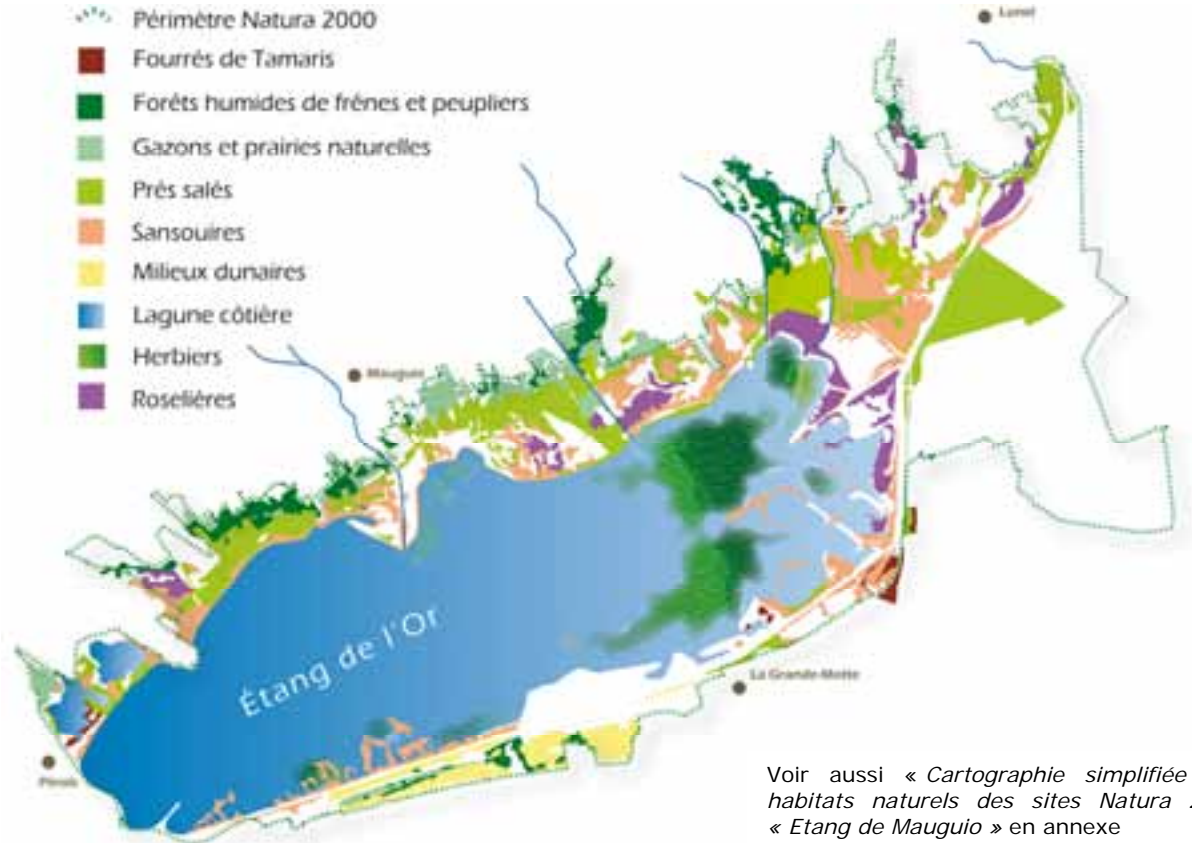 Périmètre Natura 2000
Lunel
Fourrés de Tamaris
Forêts humides de frênes et peupliers
Gazons et prairies naturelles
Prés salés
Sansouires
Milieux dunaires
Lagune côtière
Herbiers
Mauguio
Roselières
Étang de l'Or
La Grande-Motte
Pérols
Voir aussi « Cartographie simplifiée
habitats naturels des sites Natura
« Etang de Mauguio » en annexe